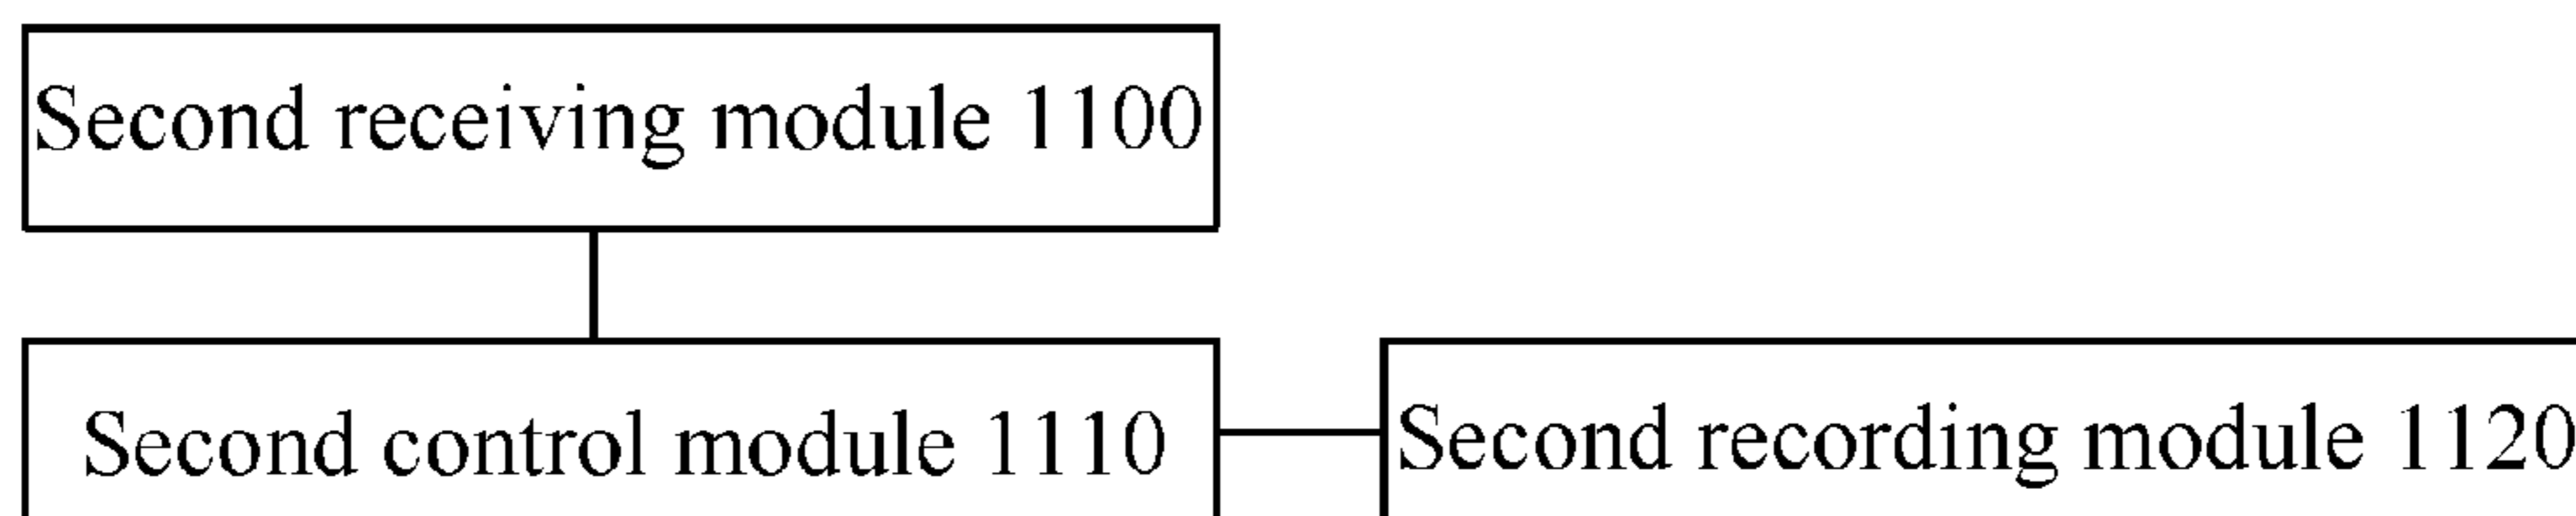 Second receiving module 1100
Second control module 1110
Second recording module 1120